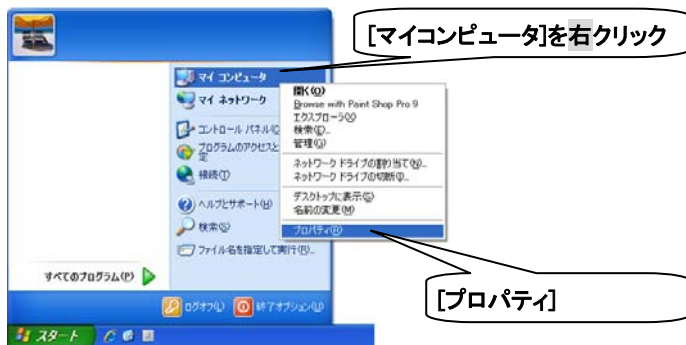 [マイコンピュータ]を右クリック
マイ コンピュータ
マイ ネットワーク
コントロール パネル(C)
プログラムのアクセスと
定
接続(T)
ヘルプとサポート(H)
検索(S)
ファイル名を指定して実行(R)...
開く(O)
Browse with Paint Shop Pro 9
エクスプローラ(X)
検索(E)...
管理(G)
ネットワーク ドライブの割り当て(N)...
ネットワーク ドライブの切断(I)...
デスクトップに表示(S)
名前の変更(M)
プロパティ(R)
[プロパティ]
すべてのプログラム(P)
ログオフ(L)
終了オプション(U)
スタート